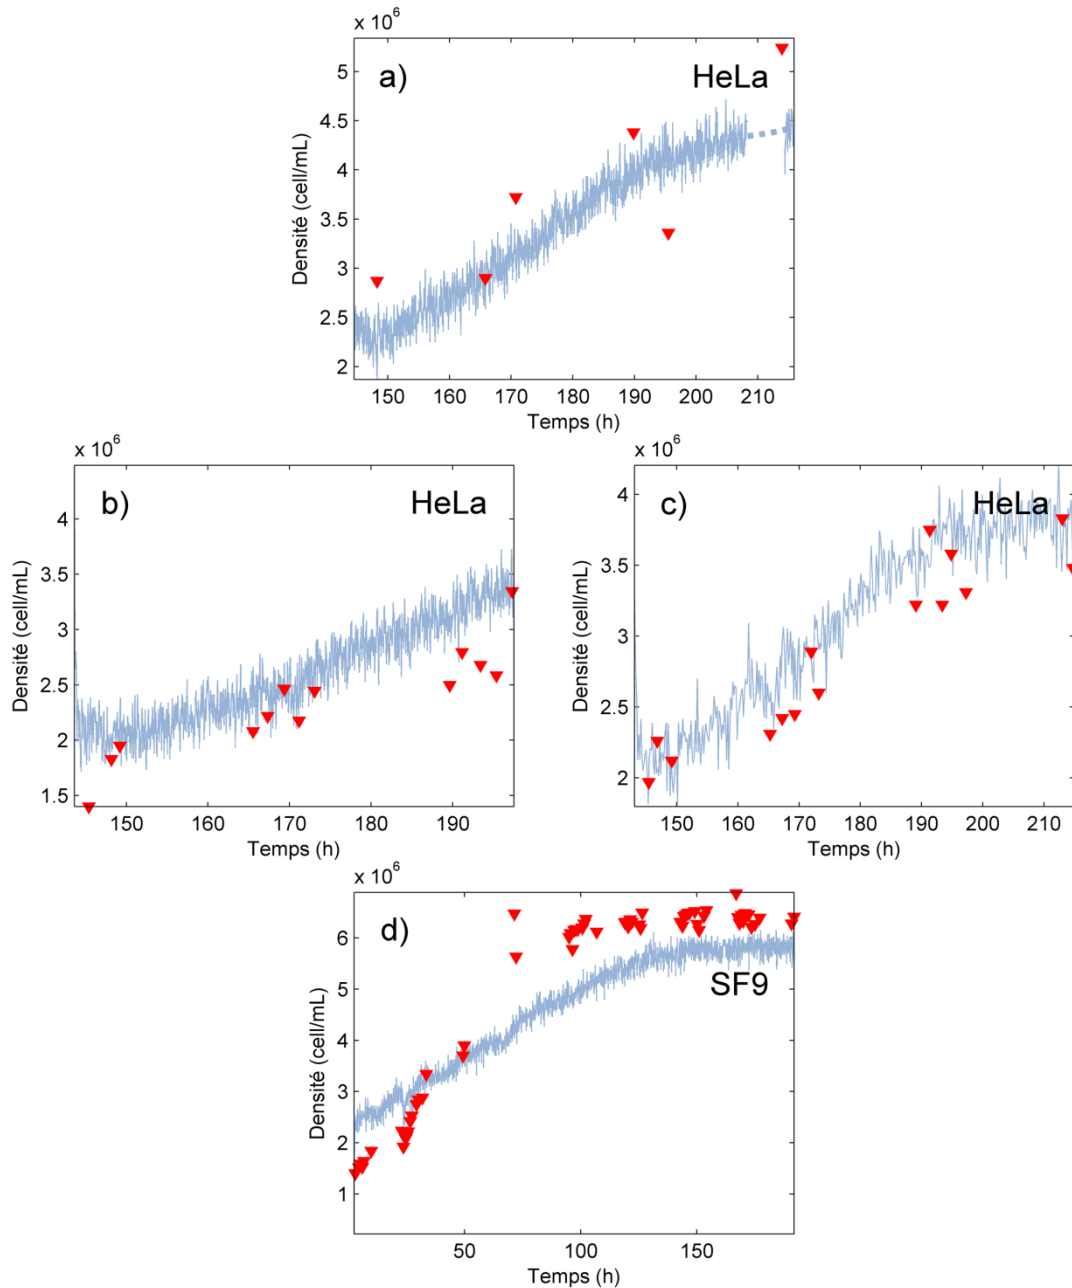 x 10⁶
a)
HeLa
5
4.5
4
3.5
3
2.5
2
Densité (cell/mL)
150 160 170 180 190 200 210
Temps (h)
x 10⁶
b)
HeLa
4
3.5
3
2.5
2
1.5
Densité (cell/mL)
150 160 170 180 190
Temps (h)
x 10⁶
c)
HeLa
4
3.5
3
2.5
2
Densité (cell/mL)
150 160 170 180 190 200 210
Temps (h)
x 10⁶
d)
SF9
6
5
4
3
2
1
Densité (cell/mL)
50 100 150
Temps (h)